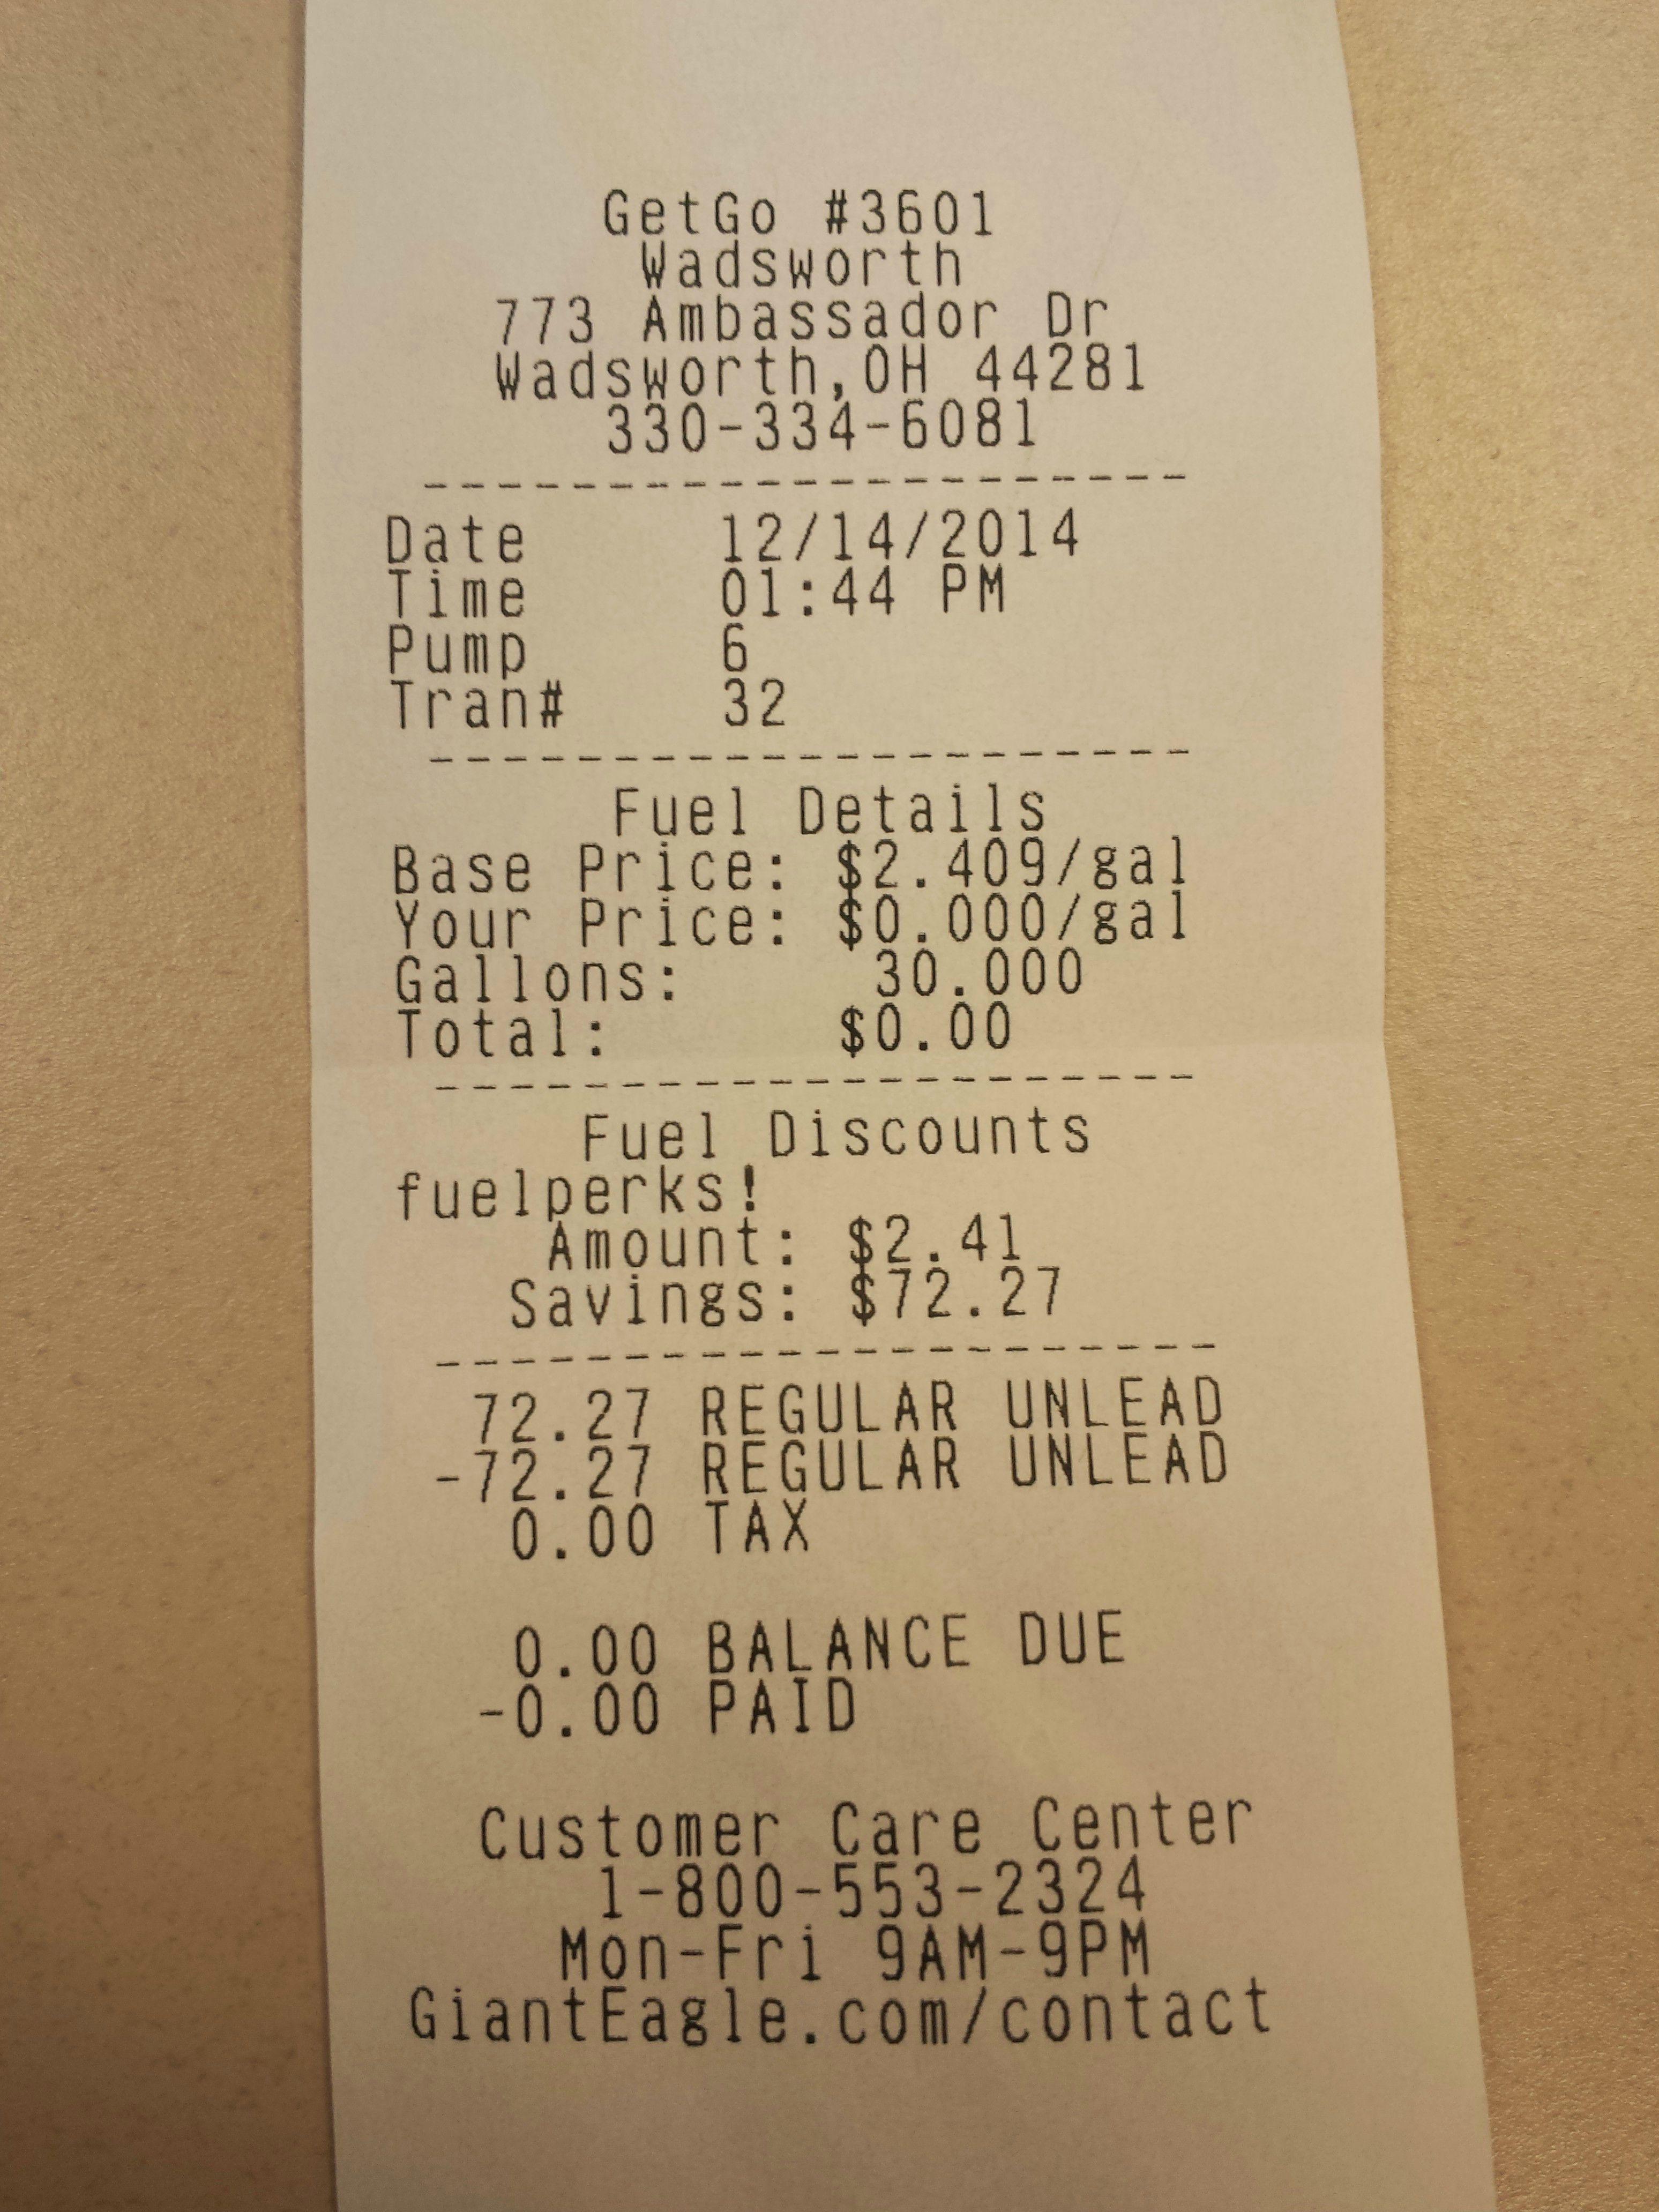 GetGo #3601
Wadsworth
773 Ambassador Dr
Wadsworth,OH 44281
330-334-6081
---------------------
Date 12/14/2014
Time 01:44 PM
Pump 6
Tran# 32
---------------------
Fuel Details
Base Price: $2.409/gal
Your Price: $0.000/gal
Gallons: 30.000
Total: $0.00
---------------------
Fuel Discounts
fuelperks!
Amount: $2.41
Savings: $72.27
---------------------
72.27 REGULAR UNLEAD
-72.27 REGULAR UNLEAD
0.00 TAX
0.00 BALANCE DUE
-0.00 PAID
Customer Care Center
1-800-553-2324
Mon-Fri 9AM-9PM
GiantEagle.com/contact